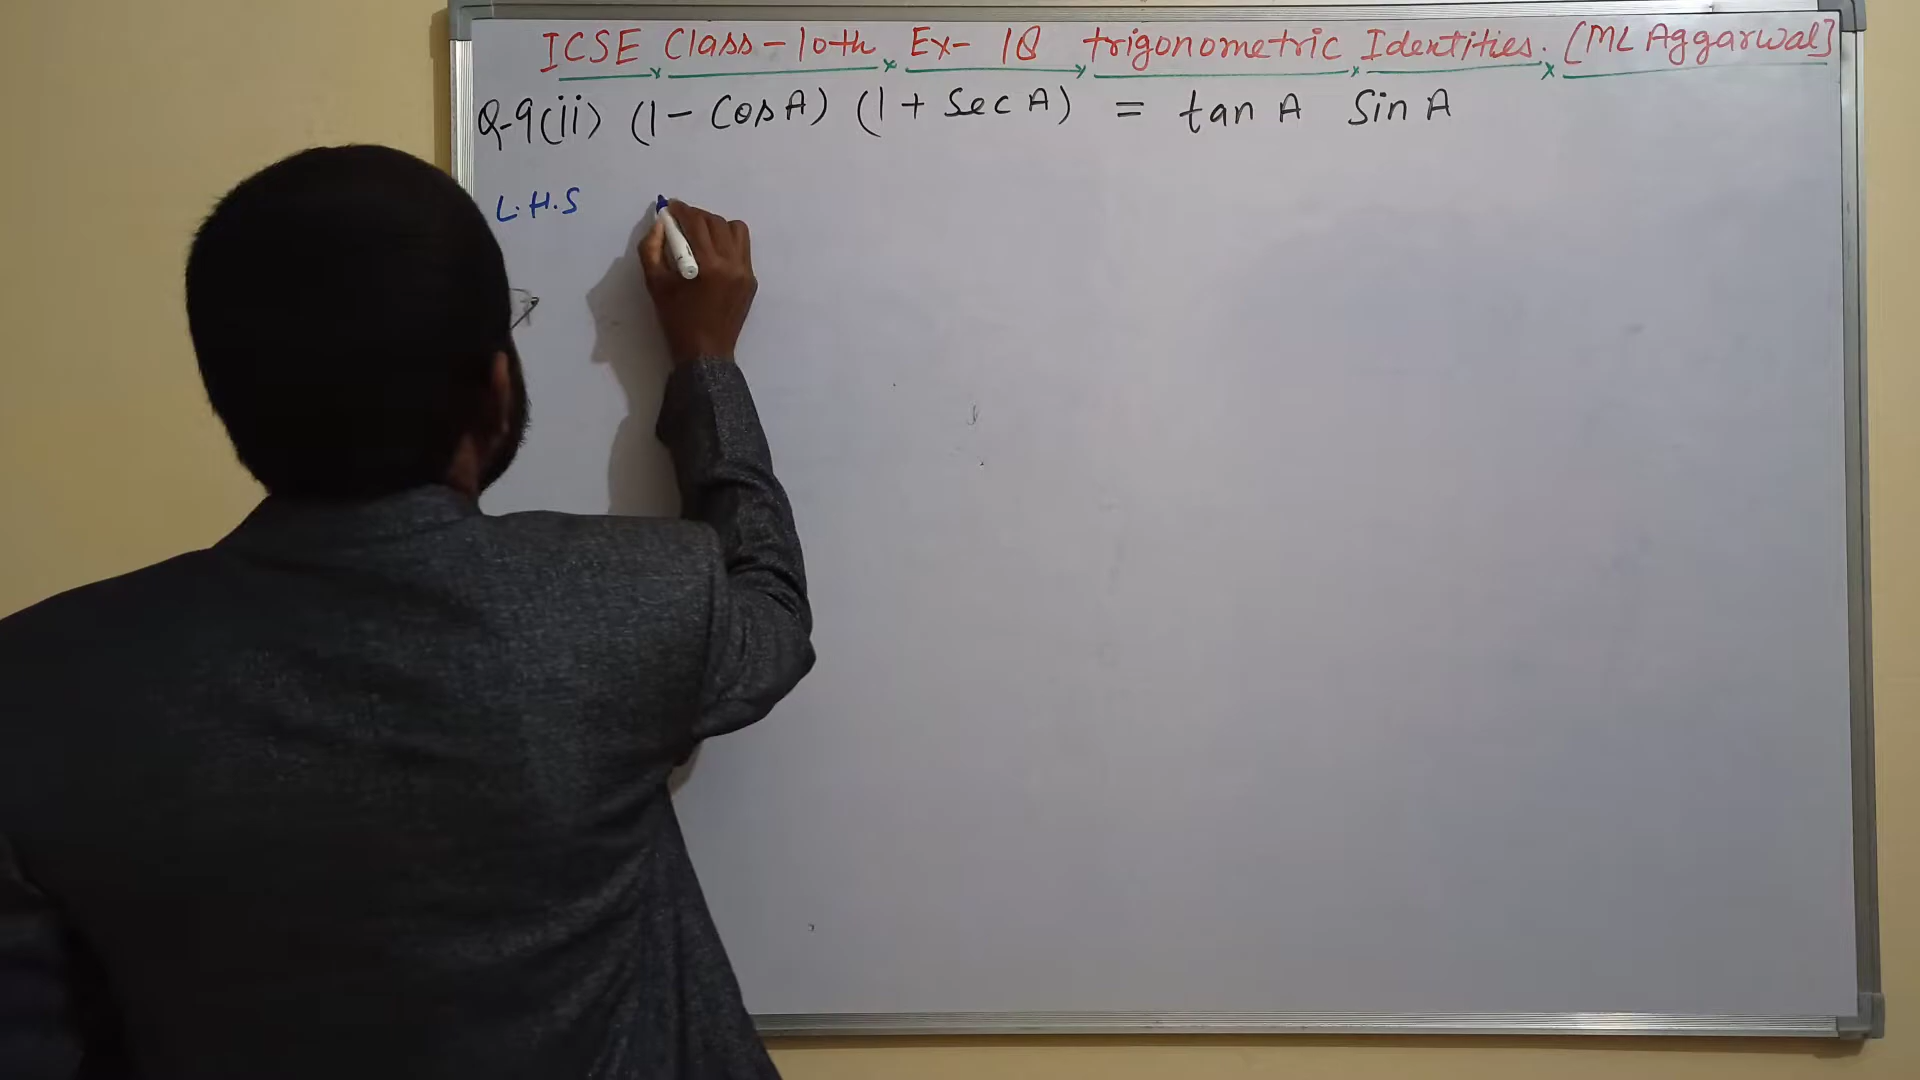 ICSE Class-10th Ex- 18 trigonometric Identities. [ML Aggarwal]
Q-9(ii) (1 - CosA) (1 + Sec A) = tan A Sin A
L.H.S